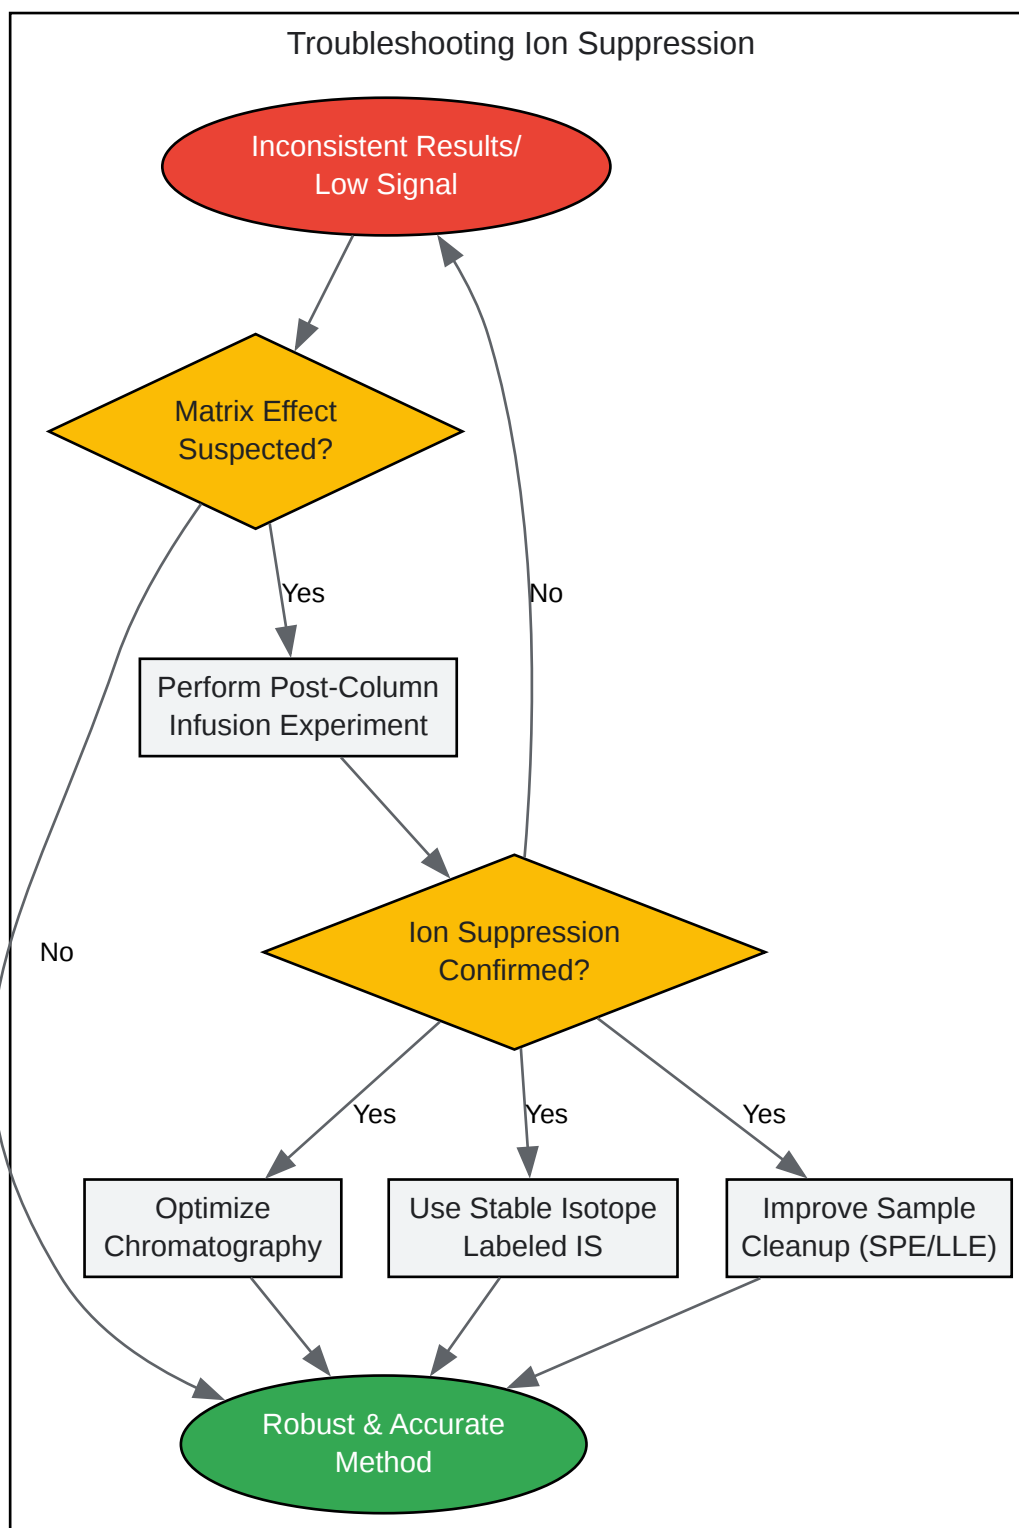 Troubleshooting Ion Suppression
Inconsistent Results/
Low Signal
Matrix Effect
Suspected?
Yes
No
Perform Post-Column
Infusion Experiment
No
Ion Suppression
Confirmed?
Yes
Yes
Yes
Optimize
Chromatography
Use Stable Isotope
Labeled IS
Improve Sample
Cleanup (SPE/LLE)
Robust & Accurate
Method